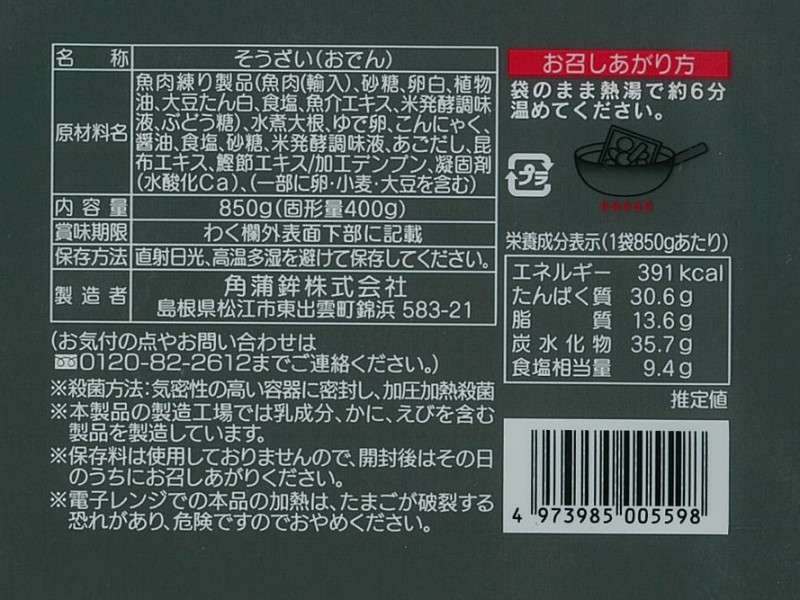 名称 そうざい(おでん)
原材料名
魚肉練り製品(魚肉(輸入)、砂糖、卵白、植物
油、大豆たん白、食塩、魚介エキス、米発酵調味
液、ぶどう糖)、水煮大根、ゆで卵、こんにゃく、
醤油、食塩、砂糖、米発酵調味液、あごだし、昆
布エキス、鰹節エキス/加工デンプン、凝固剤
(水酸化Ca)、(一部に卵・小麦・大豆を含む)
内容量 850g(固形量400g)
賞味期限 わく欄外表面下部に記載
保存方法 直射日光、高温多湿を避けて保存してください。
製造者
角蒲鉾株式会社
島根県松江市東出雲町錦浜 583-21
(お気付の点やお問い合わせは
0120-82-2612までご連絡ください。)
※殺菌方法:気密性の高い容器に密封し、加圧加熱殺菌
※本製品の製造工場では乳成分、かに、えびを含む
製品を製造しています。
※保存料は使用しておりませんので、開封後はその日
のうちにお召しあがりください。
※電子レンジでの本品の加熱は、たまごが破裂する
恐れがあり、危険ですのでおやめください。
お召しあがり方
袋のまま熱湯で約6分
温めてください。
プラ
栄養成分表示(1袋850gあたり)
エネルギー 391kcal
たんぱく質 30.6g
脂質 13.6g
炭水化物 35.7g
食塩相当量 9.4g
推定値
4 973985 005598